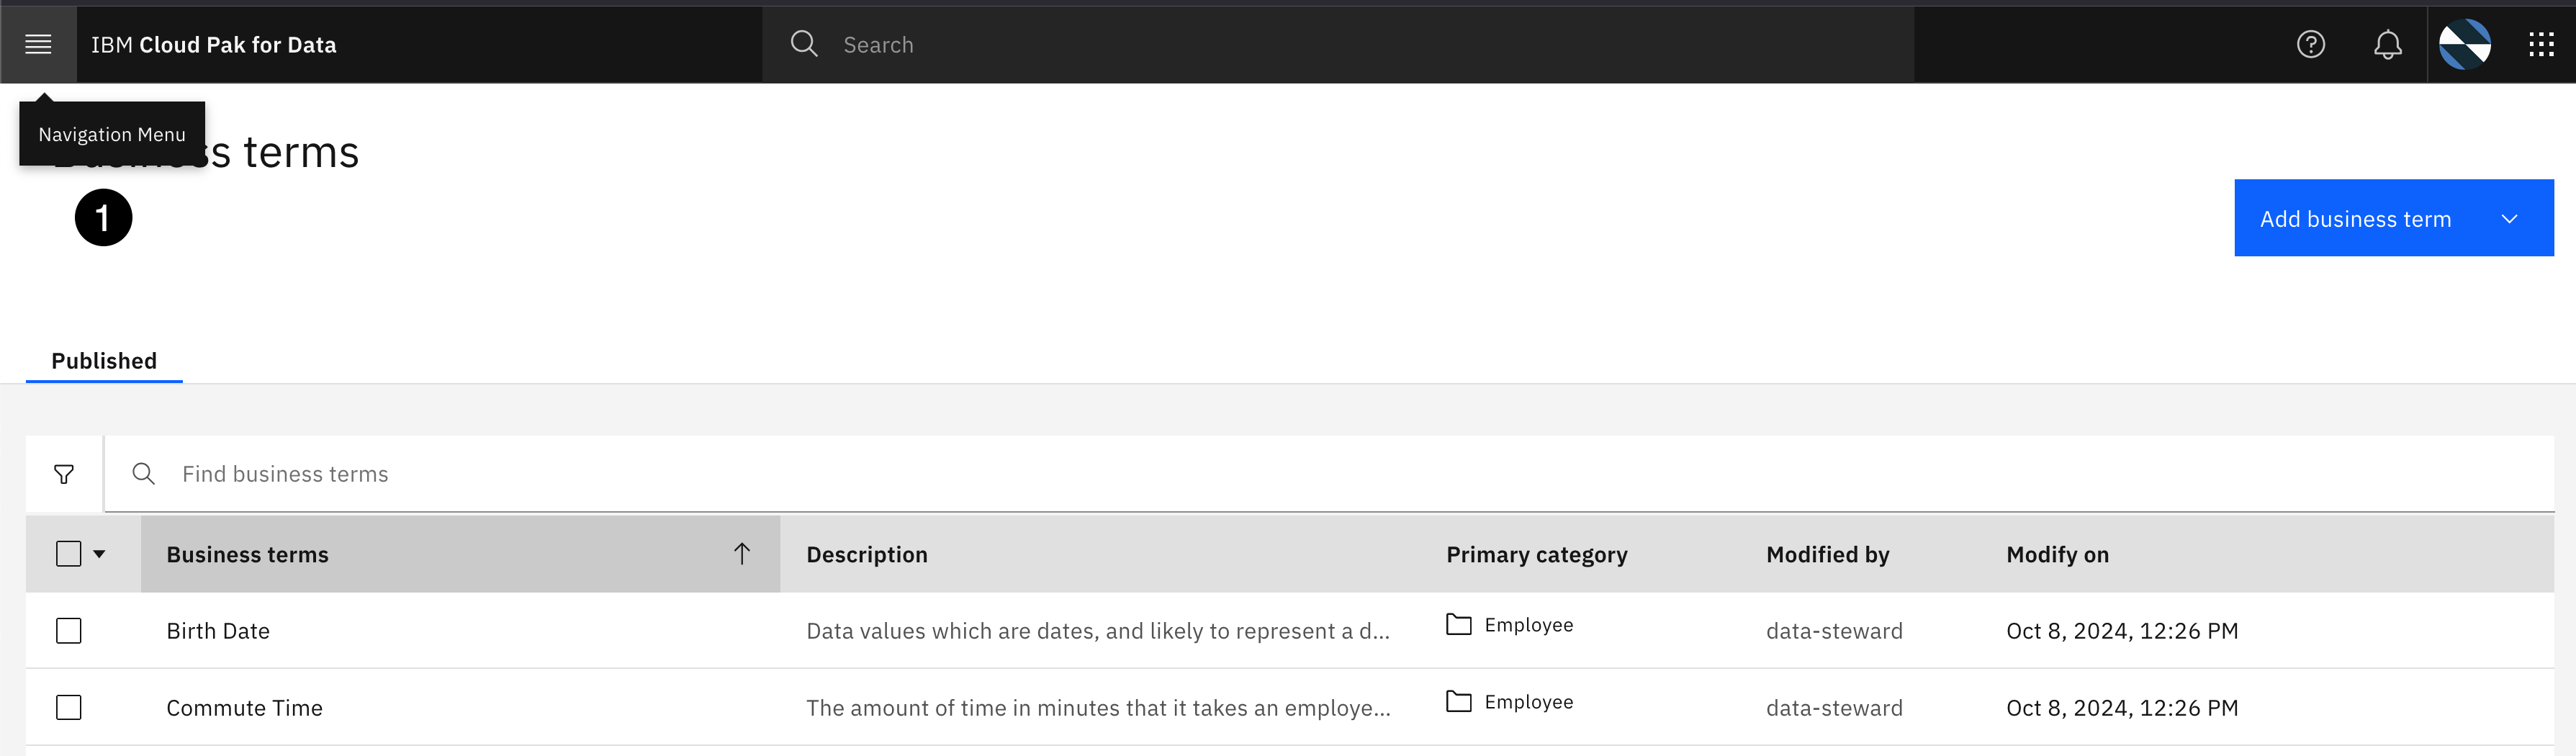 IBM Cloud Pak for Data
Search
Navigation Menu
Business terms
1
Add business term
Published
Find business terms
Business terms Description Primary category Modified by Modify on
Birth Date Data values which are dates, and likely to represent a d... Employee data-steward Oct 8, 2024, 12:26 PM
Commute Time The amount of time in minutes that it takes an employe... Employee data-steward Oct 8, 2024, 12:26 PM